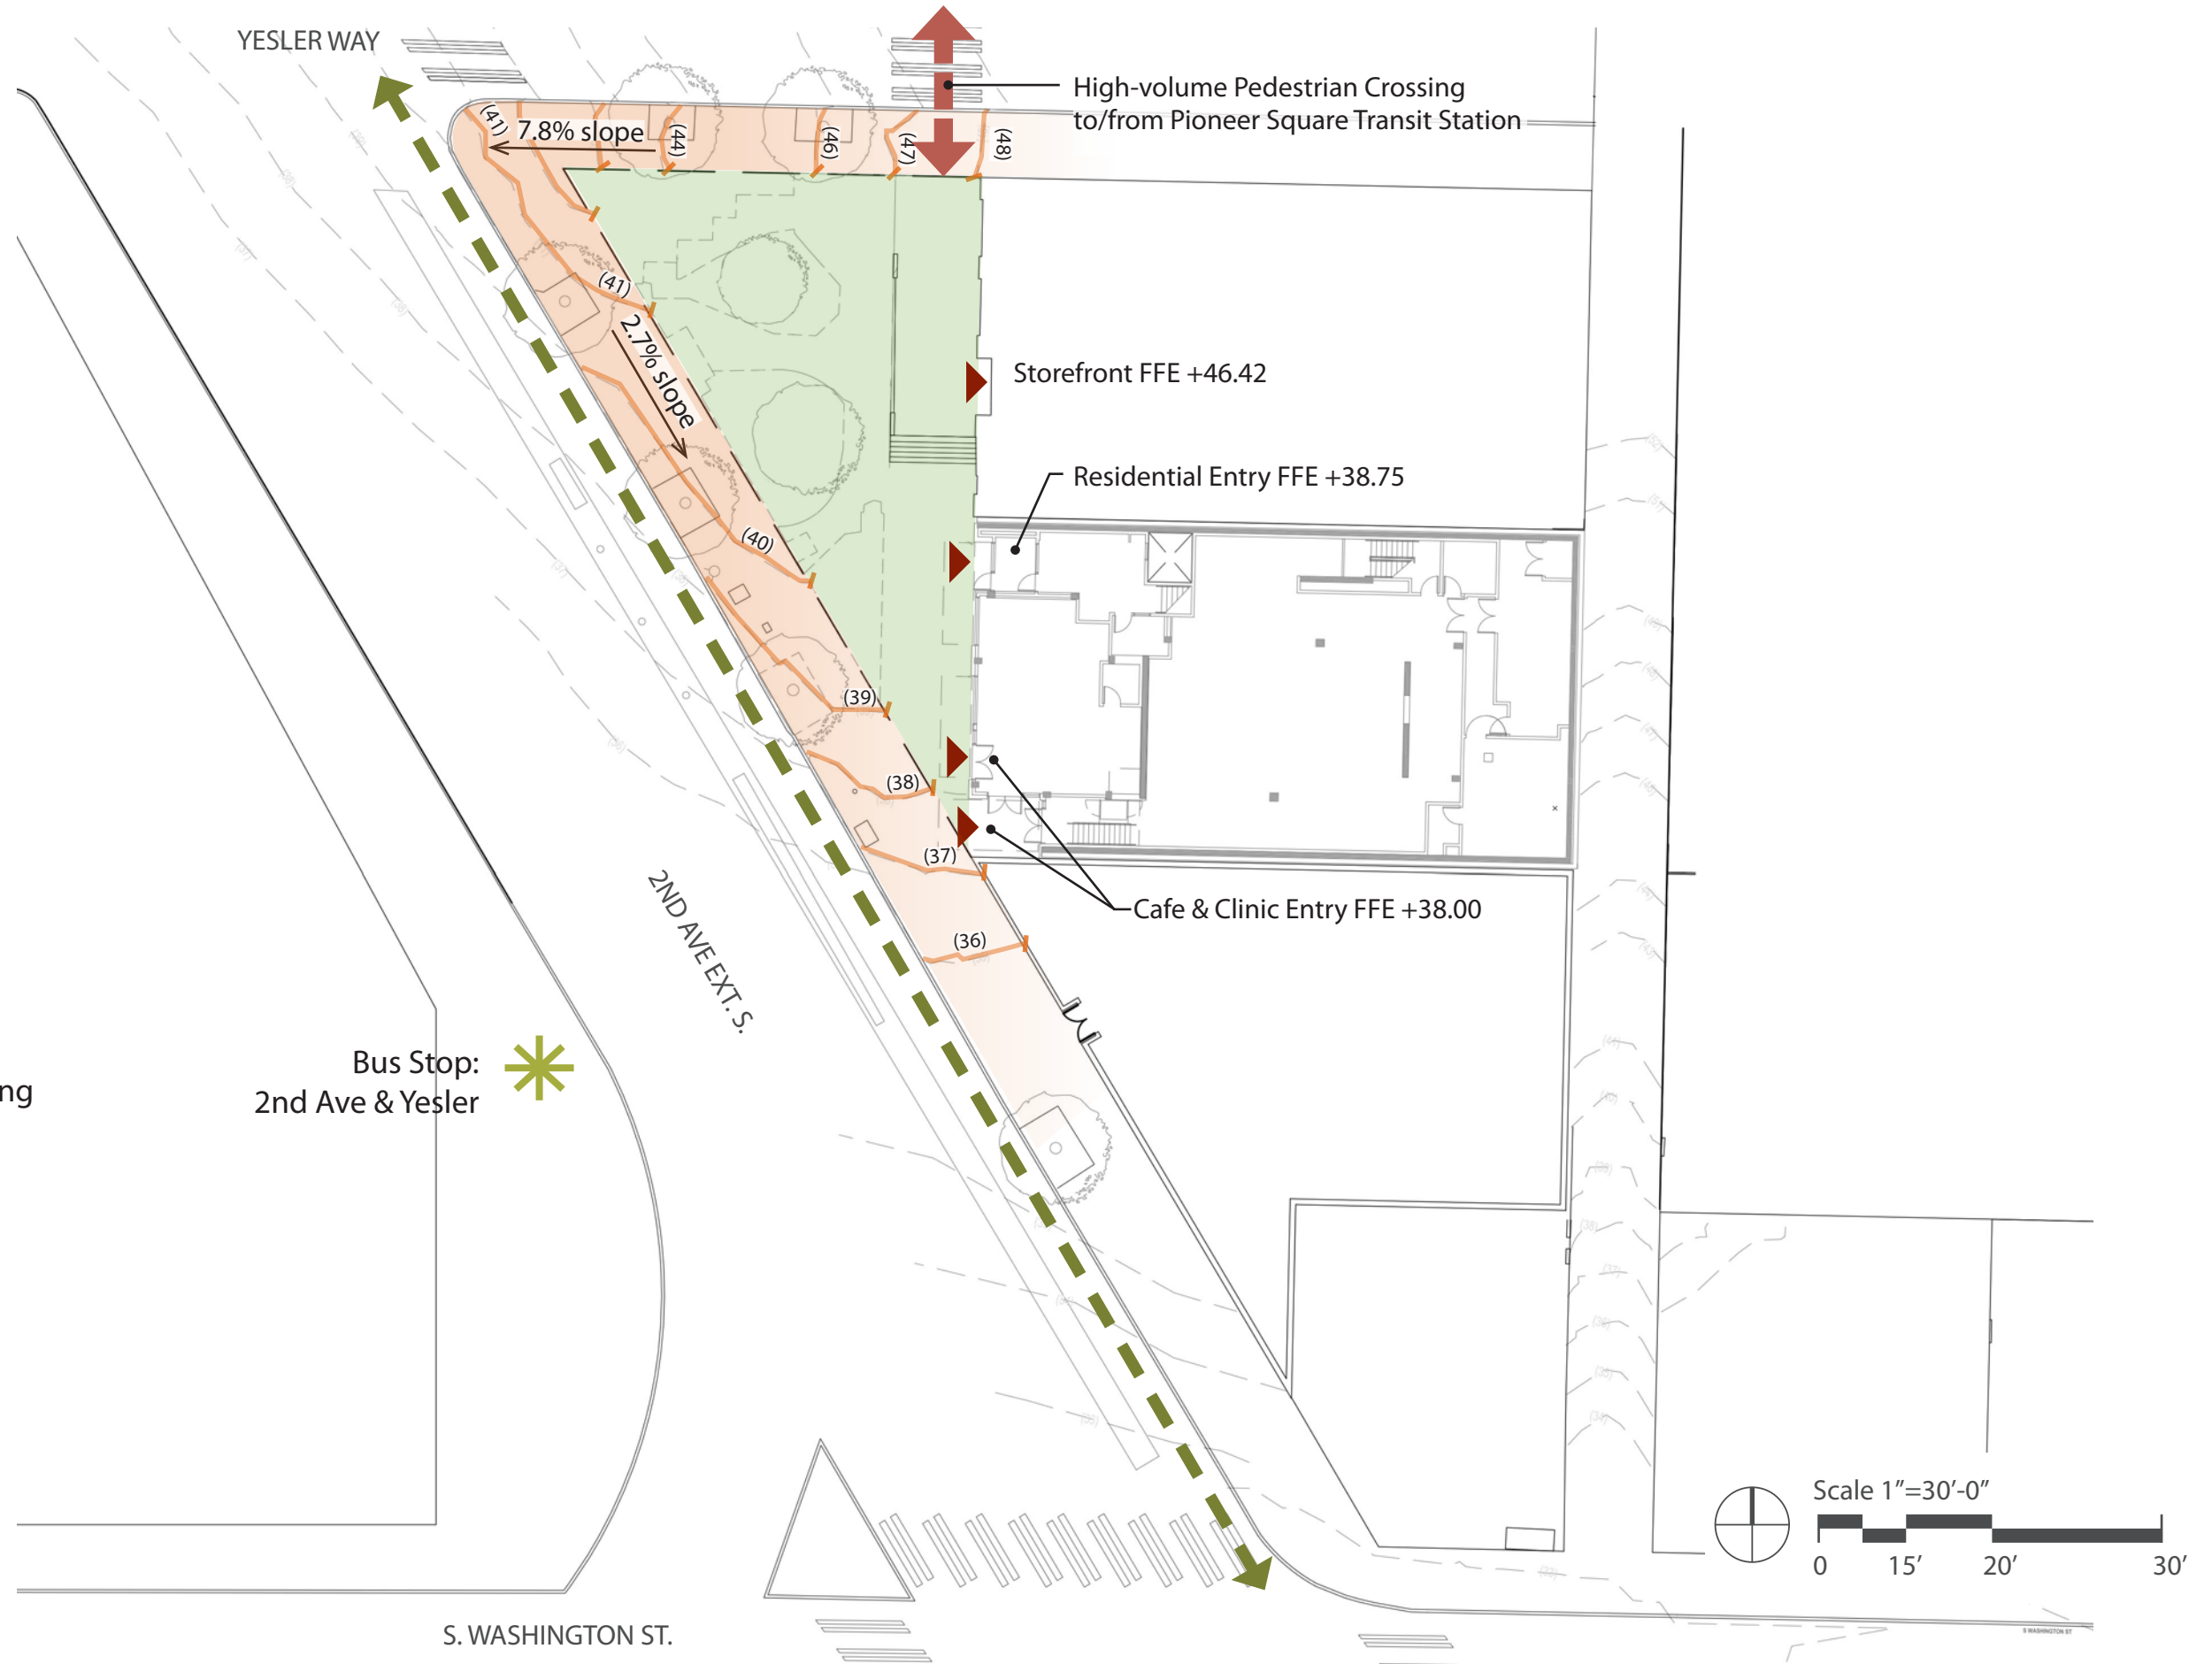 YESLER WAY
High-volume Pedestrian Crossing
to/from Pioneer Square Transit Station
(41)
7.8% slope
(44)
(46)
(47)
(48)
(41)
2.7% slope
Storefront FFE +46.42
Residential Entry FFE +38.75
(40)
(39)
(38)
(37)
(36)
Cafe & Clinic Entry FFE +38.00
2ND AVE EXT. S.
Bus Stop:
2nd Ave & Yesler
ng
Scale 1"=30'-0"
0 15' 20' 30'
S. WASHINGTON ST.
S WASHINGTON ST